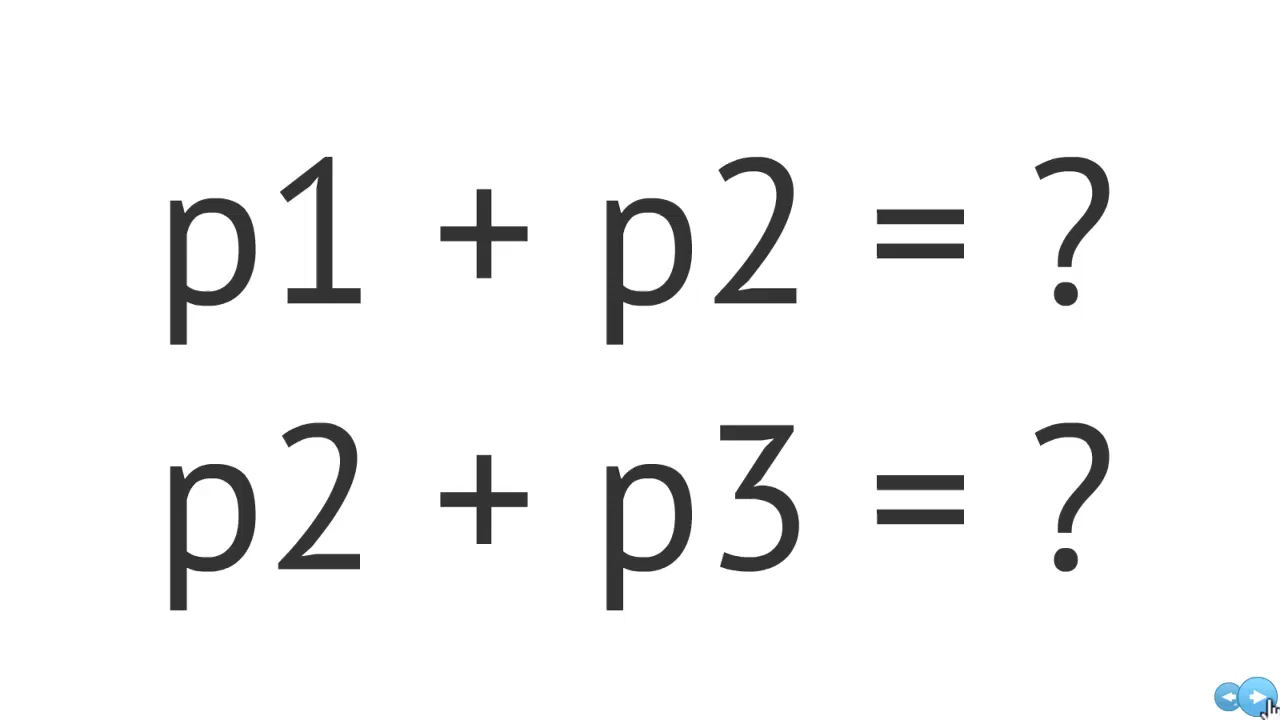 p1 + p2 = ?
p2 + p3 = ?